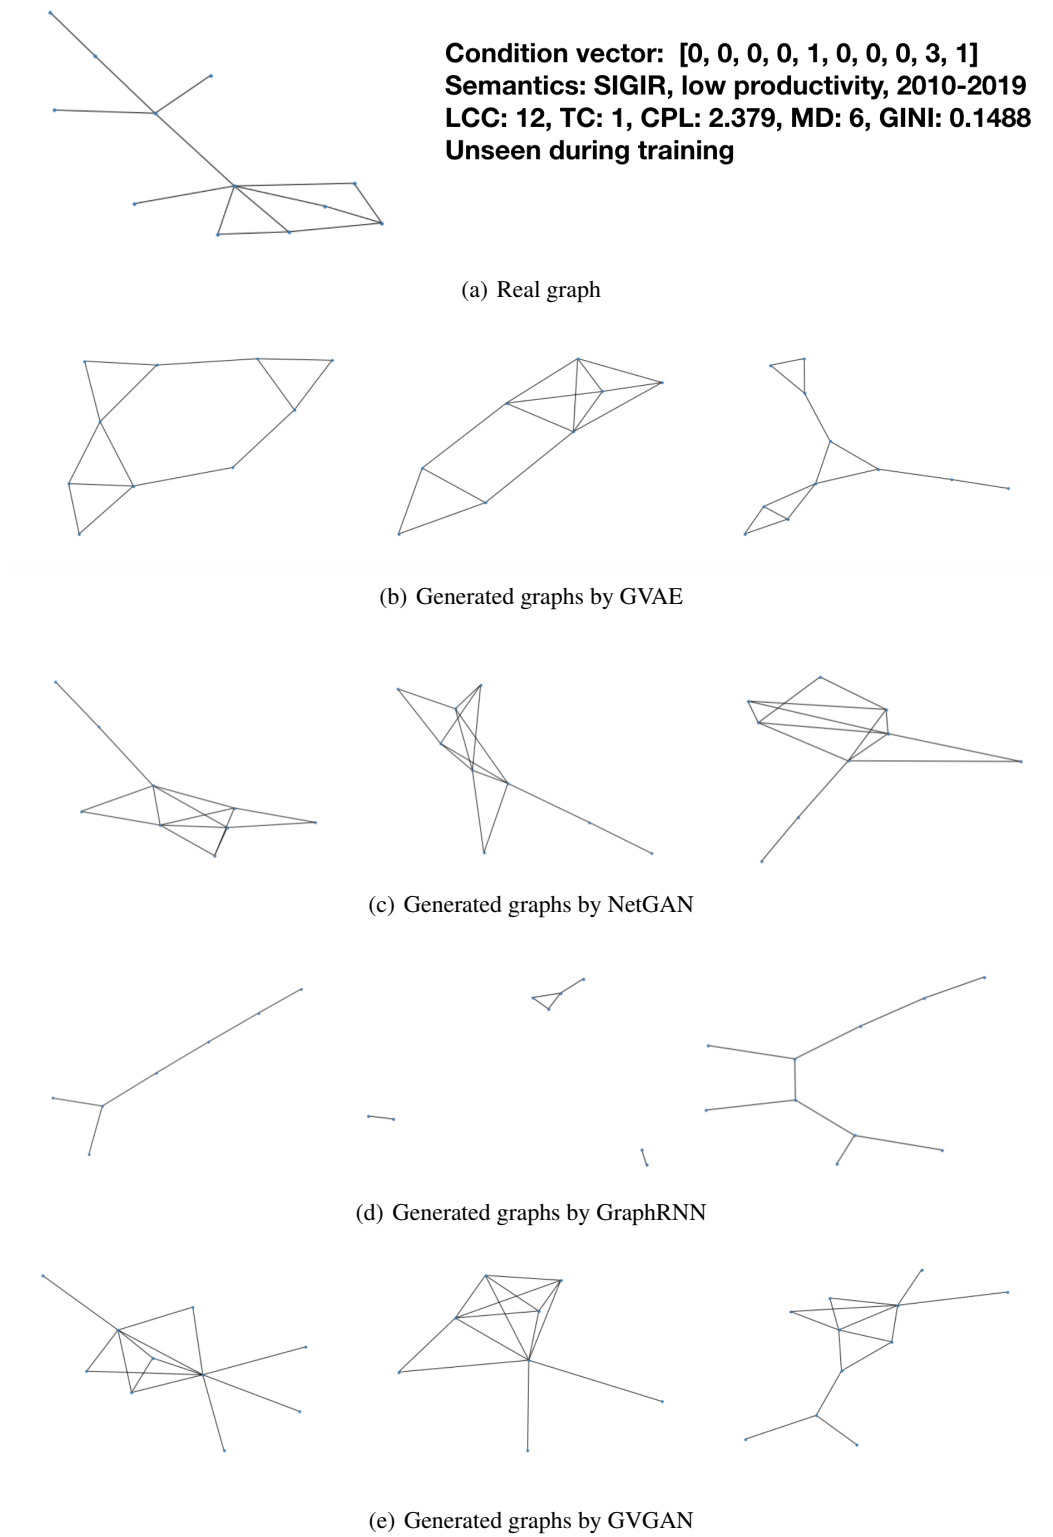 Condition vector: [0, 0, 0, 0, 1, 0, 0, 0, 3, 1]
Semantics: SIGIR, low productivity, 2010-2019
LCC: 12, TC: 1, CPL: 2.379, MD: 6, GINI: 0.1488
Unseen during training
(a) Real graph
(b) Generated graphs by GVAE
(c) Generated graphs by NetGAN
(d) Generated graphs by GraphRNN
(e) Generated graphs by GVGAN